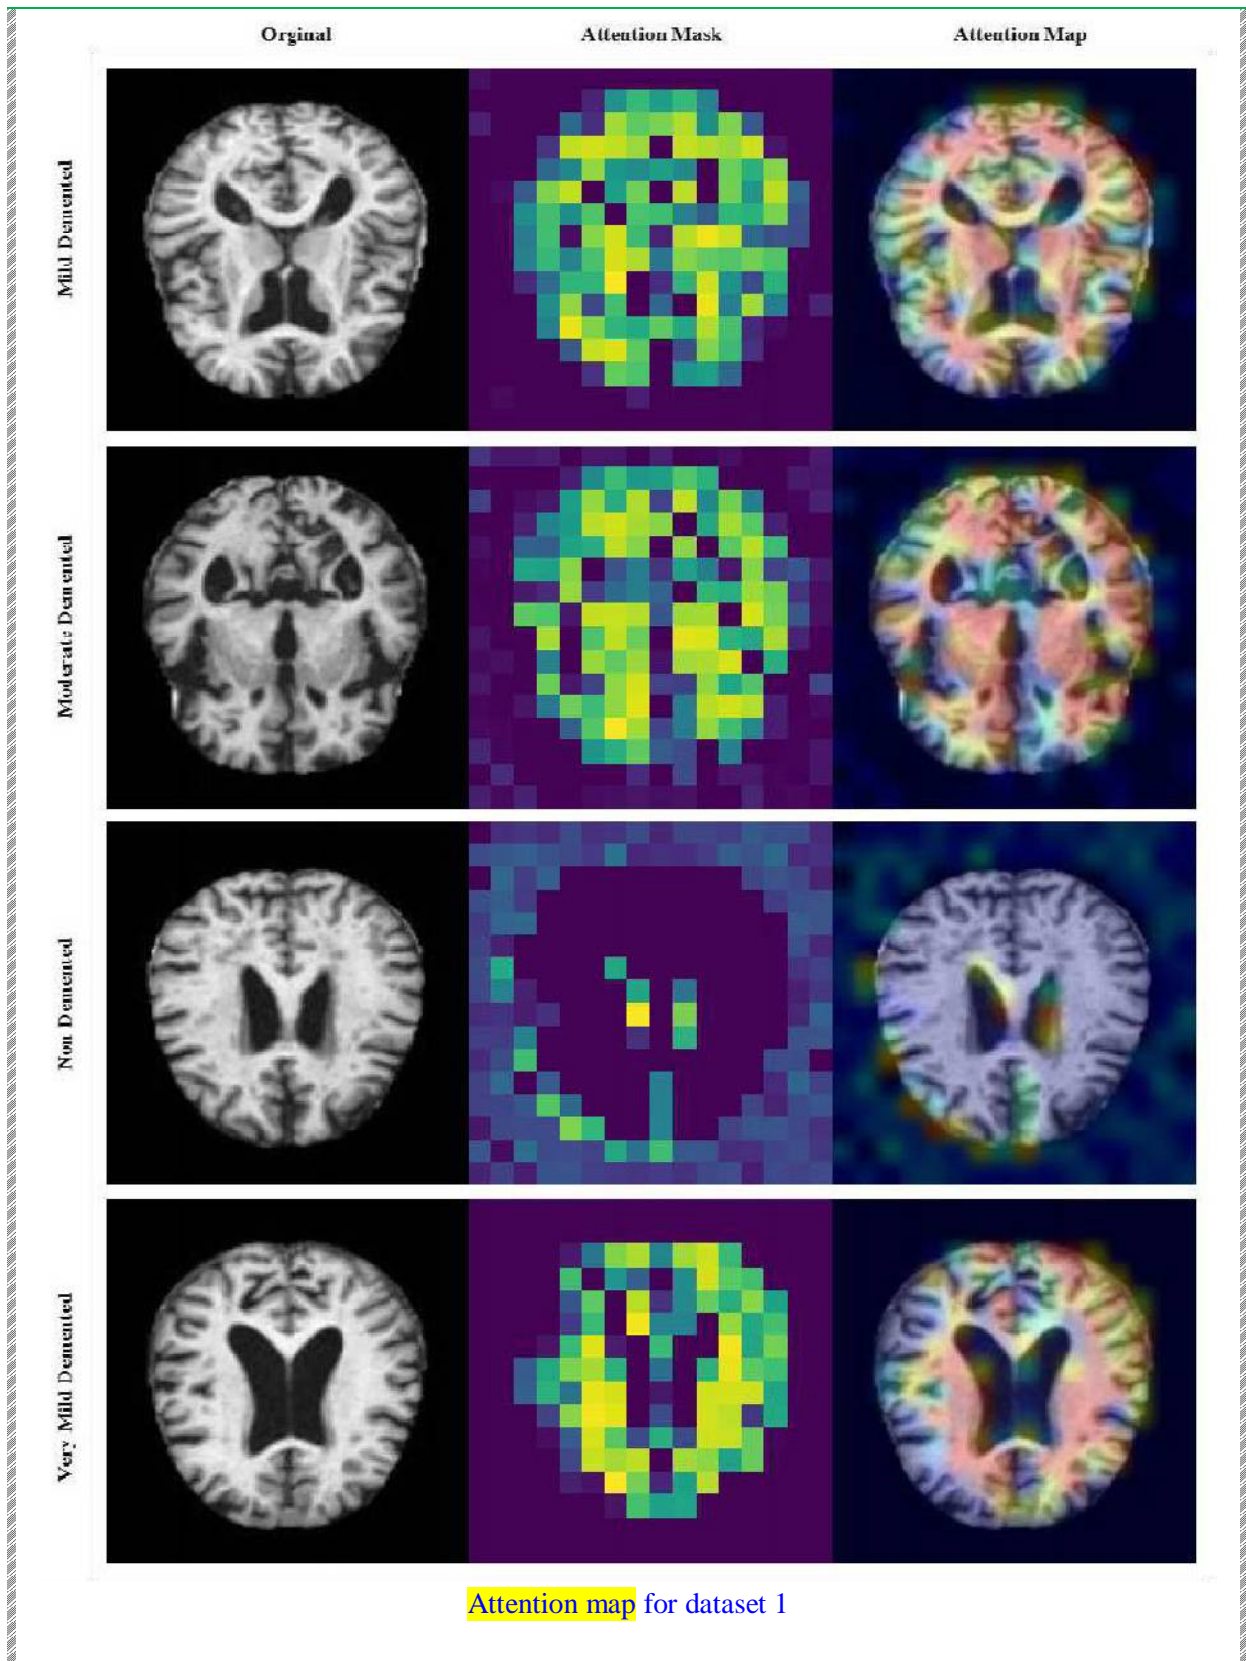 Orginal Attention Mask Attention Map
Mild Demented
Moderate Demented
Non Demented
Very Mild Demented
Attention map for dataset 1